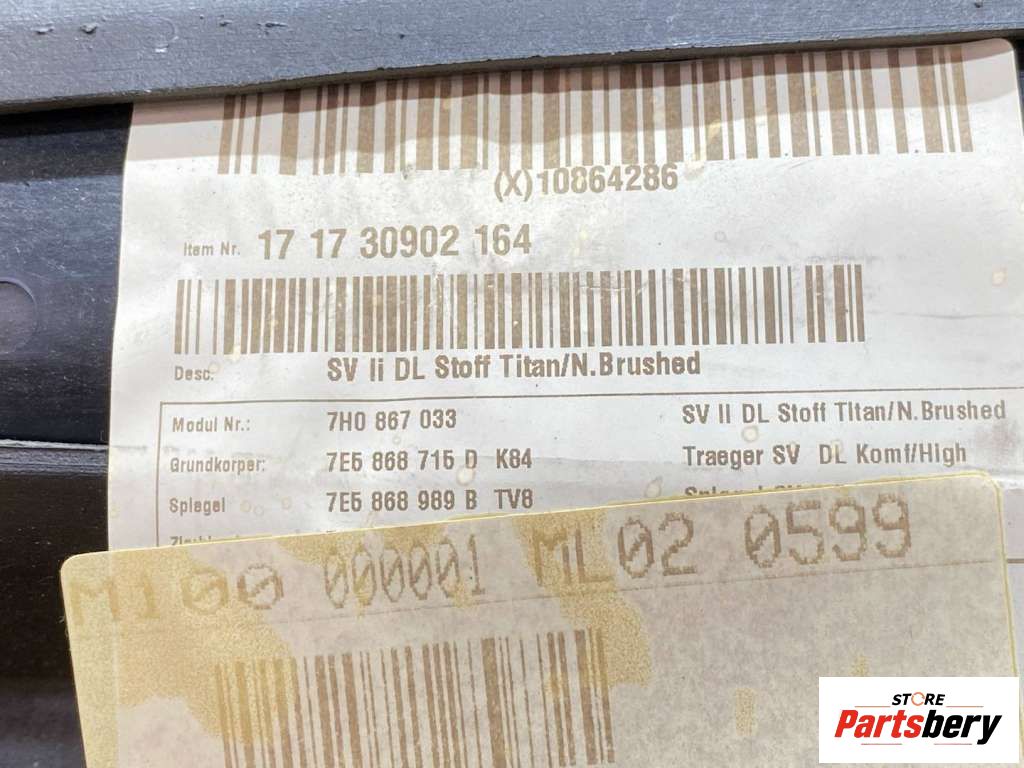 (X)10864286
Item Nr. 17 17 30902 164
Desc. SV Ii DL Stoff Titan/N.Brushed
Modul Nr.: 7H0 867 033 SV II DL Stoff Titan/N.Brushed
Grundkorper: 7E5 868 715 D K84 Traeger SV DL Komf/High
Spiegel 7E5 868 989 B TV8 Spiegel
M100 000001 ML02 0599
STORE
Partsbery